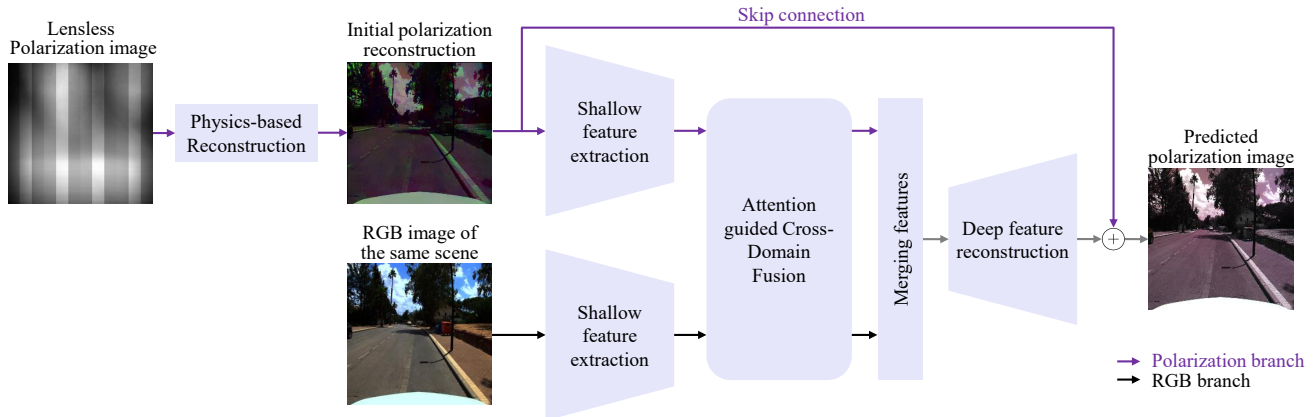 Lensless
Polarization image
Physics-based
Reconstruction
Initial polarization
reconstruction
RGB image of
the same scene
Skip connection
Shallow
feature
extraction
Shallow
feature
extraction
Attention
guided Cross-
Domain
Fusion
Merging features
Deep feature
reconstruction
+
Predicted
polarization image
Polarization branch
RGB branch